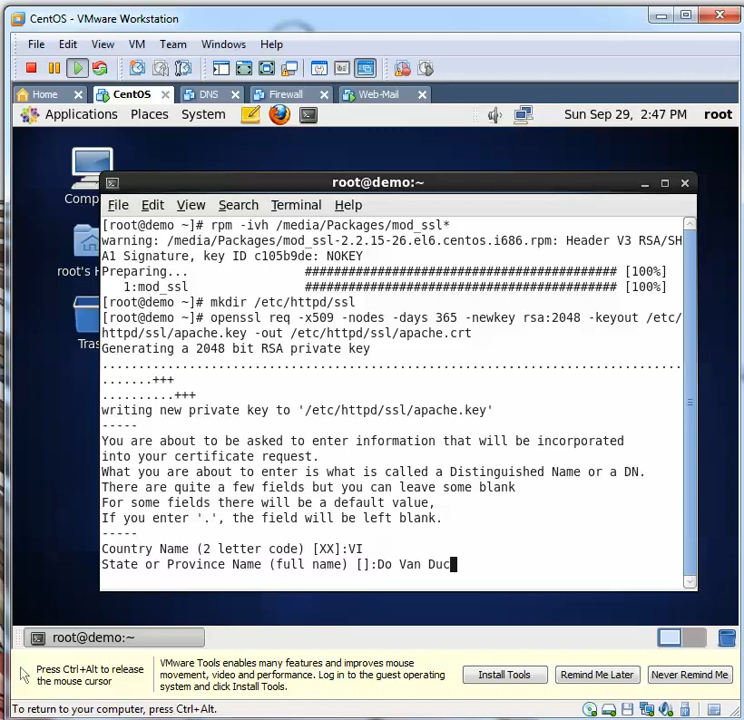 CentOS - VMware Workstation
File Edit View VM Team Windows Help
Home CentOS DNS Firewall Web-Mail
Applications Places System Sun Sep 29, 2:47 PM root
Comp
root's H
Tras
root@demo:~
File Edit View Search Terminal Help
[root@demo ~]# rpm -ivh /media/Packages/mod_ssl*
warning: /media/Packages/mod_ssl-2.2.15-26.el6.centos.i686.rpm: Header V3 RSA/SH
A1 Signature, key ID c105b9de: NOKEY
Preparing... ########################################### [100%]
1:mod_ssl ########################################### [100%]
[root@demo ~]# mkdir /etc/httpd/ssl
[root@demo ~]# openssl req -x509 -nodes -days 365 -newkey rsa:2048 -keyout /etc/
httpd/ssl/apache.key -out /etc/httpd/ssl/apache.crt
Generating a 2048 bit RSA private key
................................................................................
.......+++
..........+++
writing new private key to '/etc/httpd/ssl/apache.key'
-----
You are about to be asked to enter information that will be incorporated
into your certificate request.
What you are about to enter is what is called a Distinguished Name or a DN.
There are quite a few fields but you can leave some blank
For some fields there will be a default value,
If you enter '.', the field will be left blank.
-----
Country Name (2 letter code) [XX]:VI
State or Province Name (full name) []:Do Van Duc
root@demo:~
Press Ctrl+Alt to release
the mouse cursor
VMware Tools enables many features and improves mouse
movement, video and performance. Log in to the guest operating
system and click Install Tools.
Install Tools Remind Me Later Never Remind Me
To return to your computer, press Ctrl+Alt.